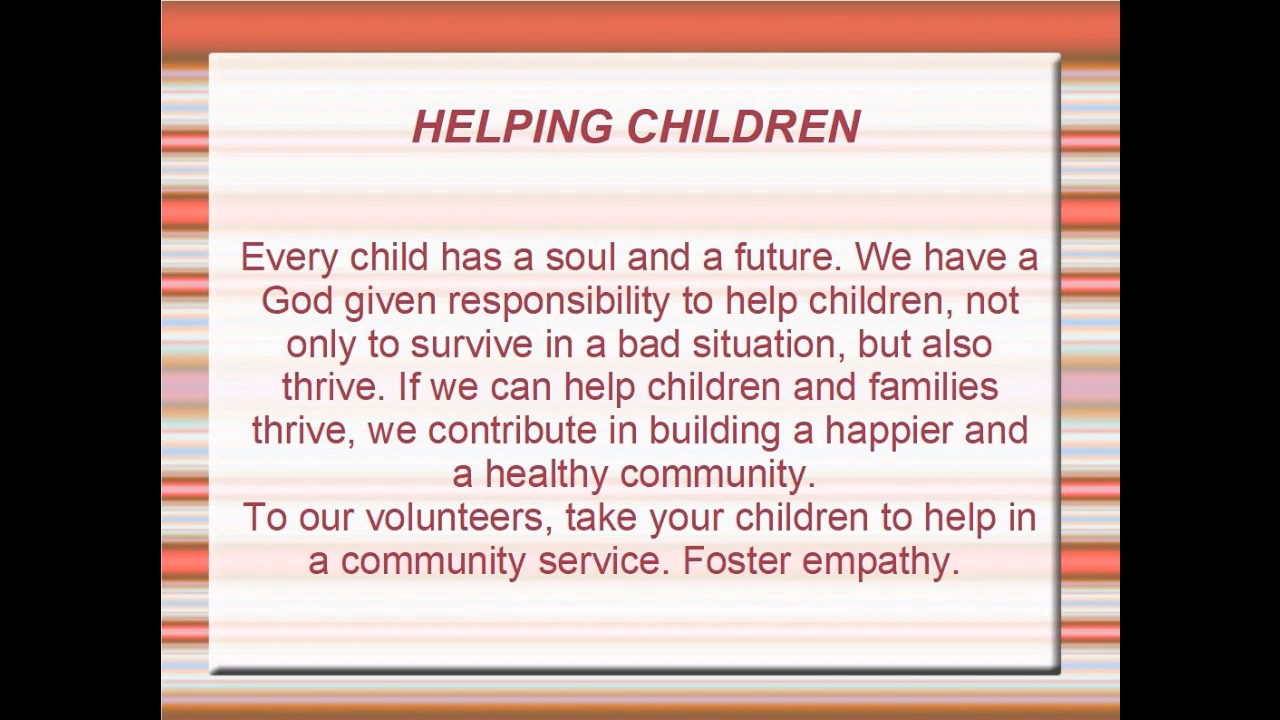 HELPING CHILDREN
Every child has a soul and a future. We have a
God given responsibility to help children, not
only to survive in a bad situation, but also
thrive. If we can help children and families
thrive, we contribute in building a happier and
a healthy community.
To our volunteers, take your children to help in
a community service. Foster empathy.